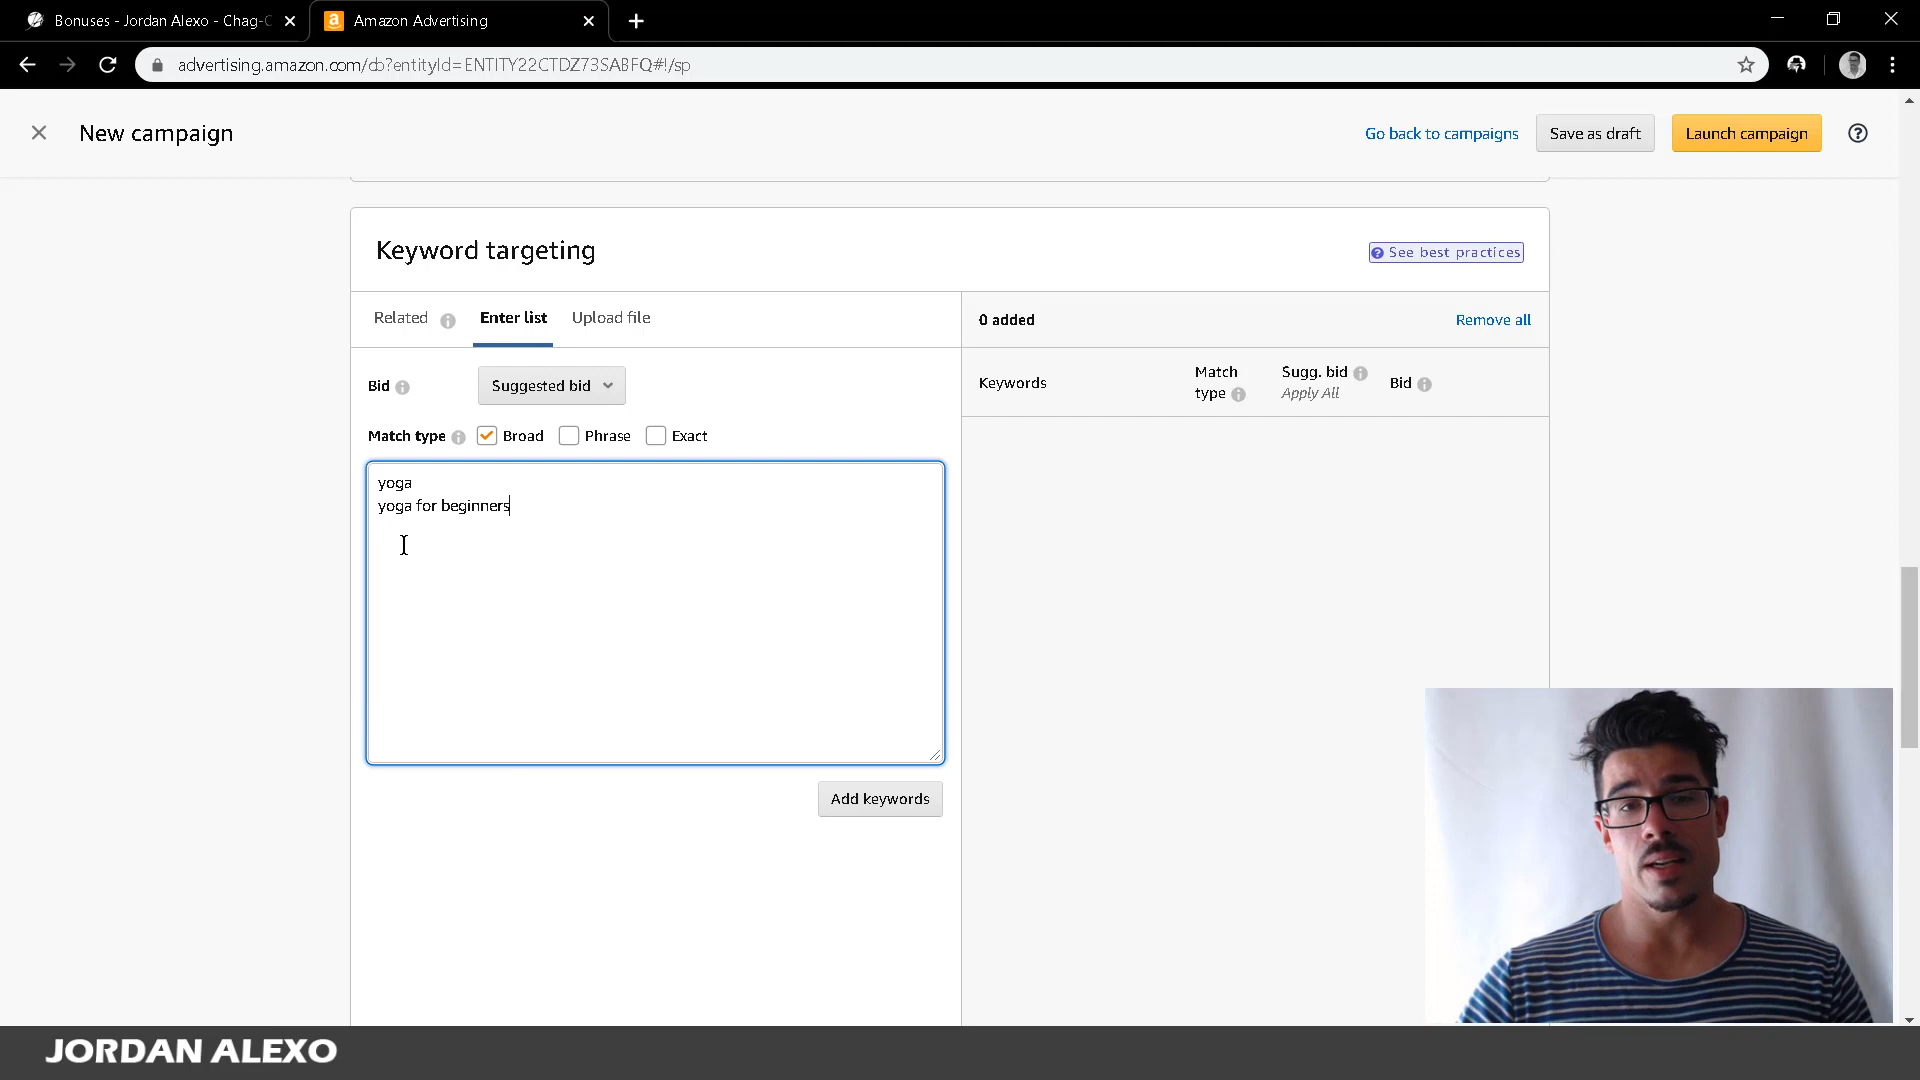 Bonuses - Jordan Alexo - Chag-C
Amazon Advertising
advertising.amazon.com/cb?entityId=ENTITY22CTDZ73SABFQ#!/sp
New campaign
Go back to campaigns
Save as draft
Launch campaign
Keyword targeting
See best practices
Related
Enter list
Upload file
0 added
Remove all
Bid
Suggested bid
Keywords
Match type
Sugg. bid
Apply All
Bid
Match type
Broad
Phrase
Exact
yoga
yoga for beginners
Add keywords
JORDAN ALEXO